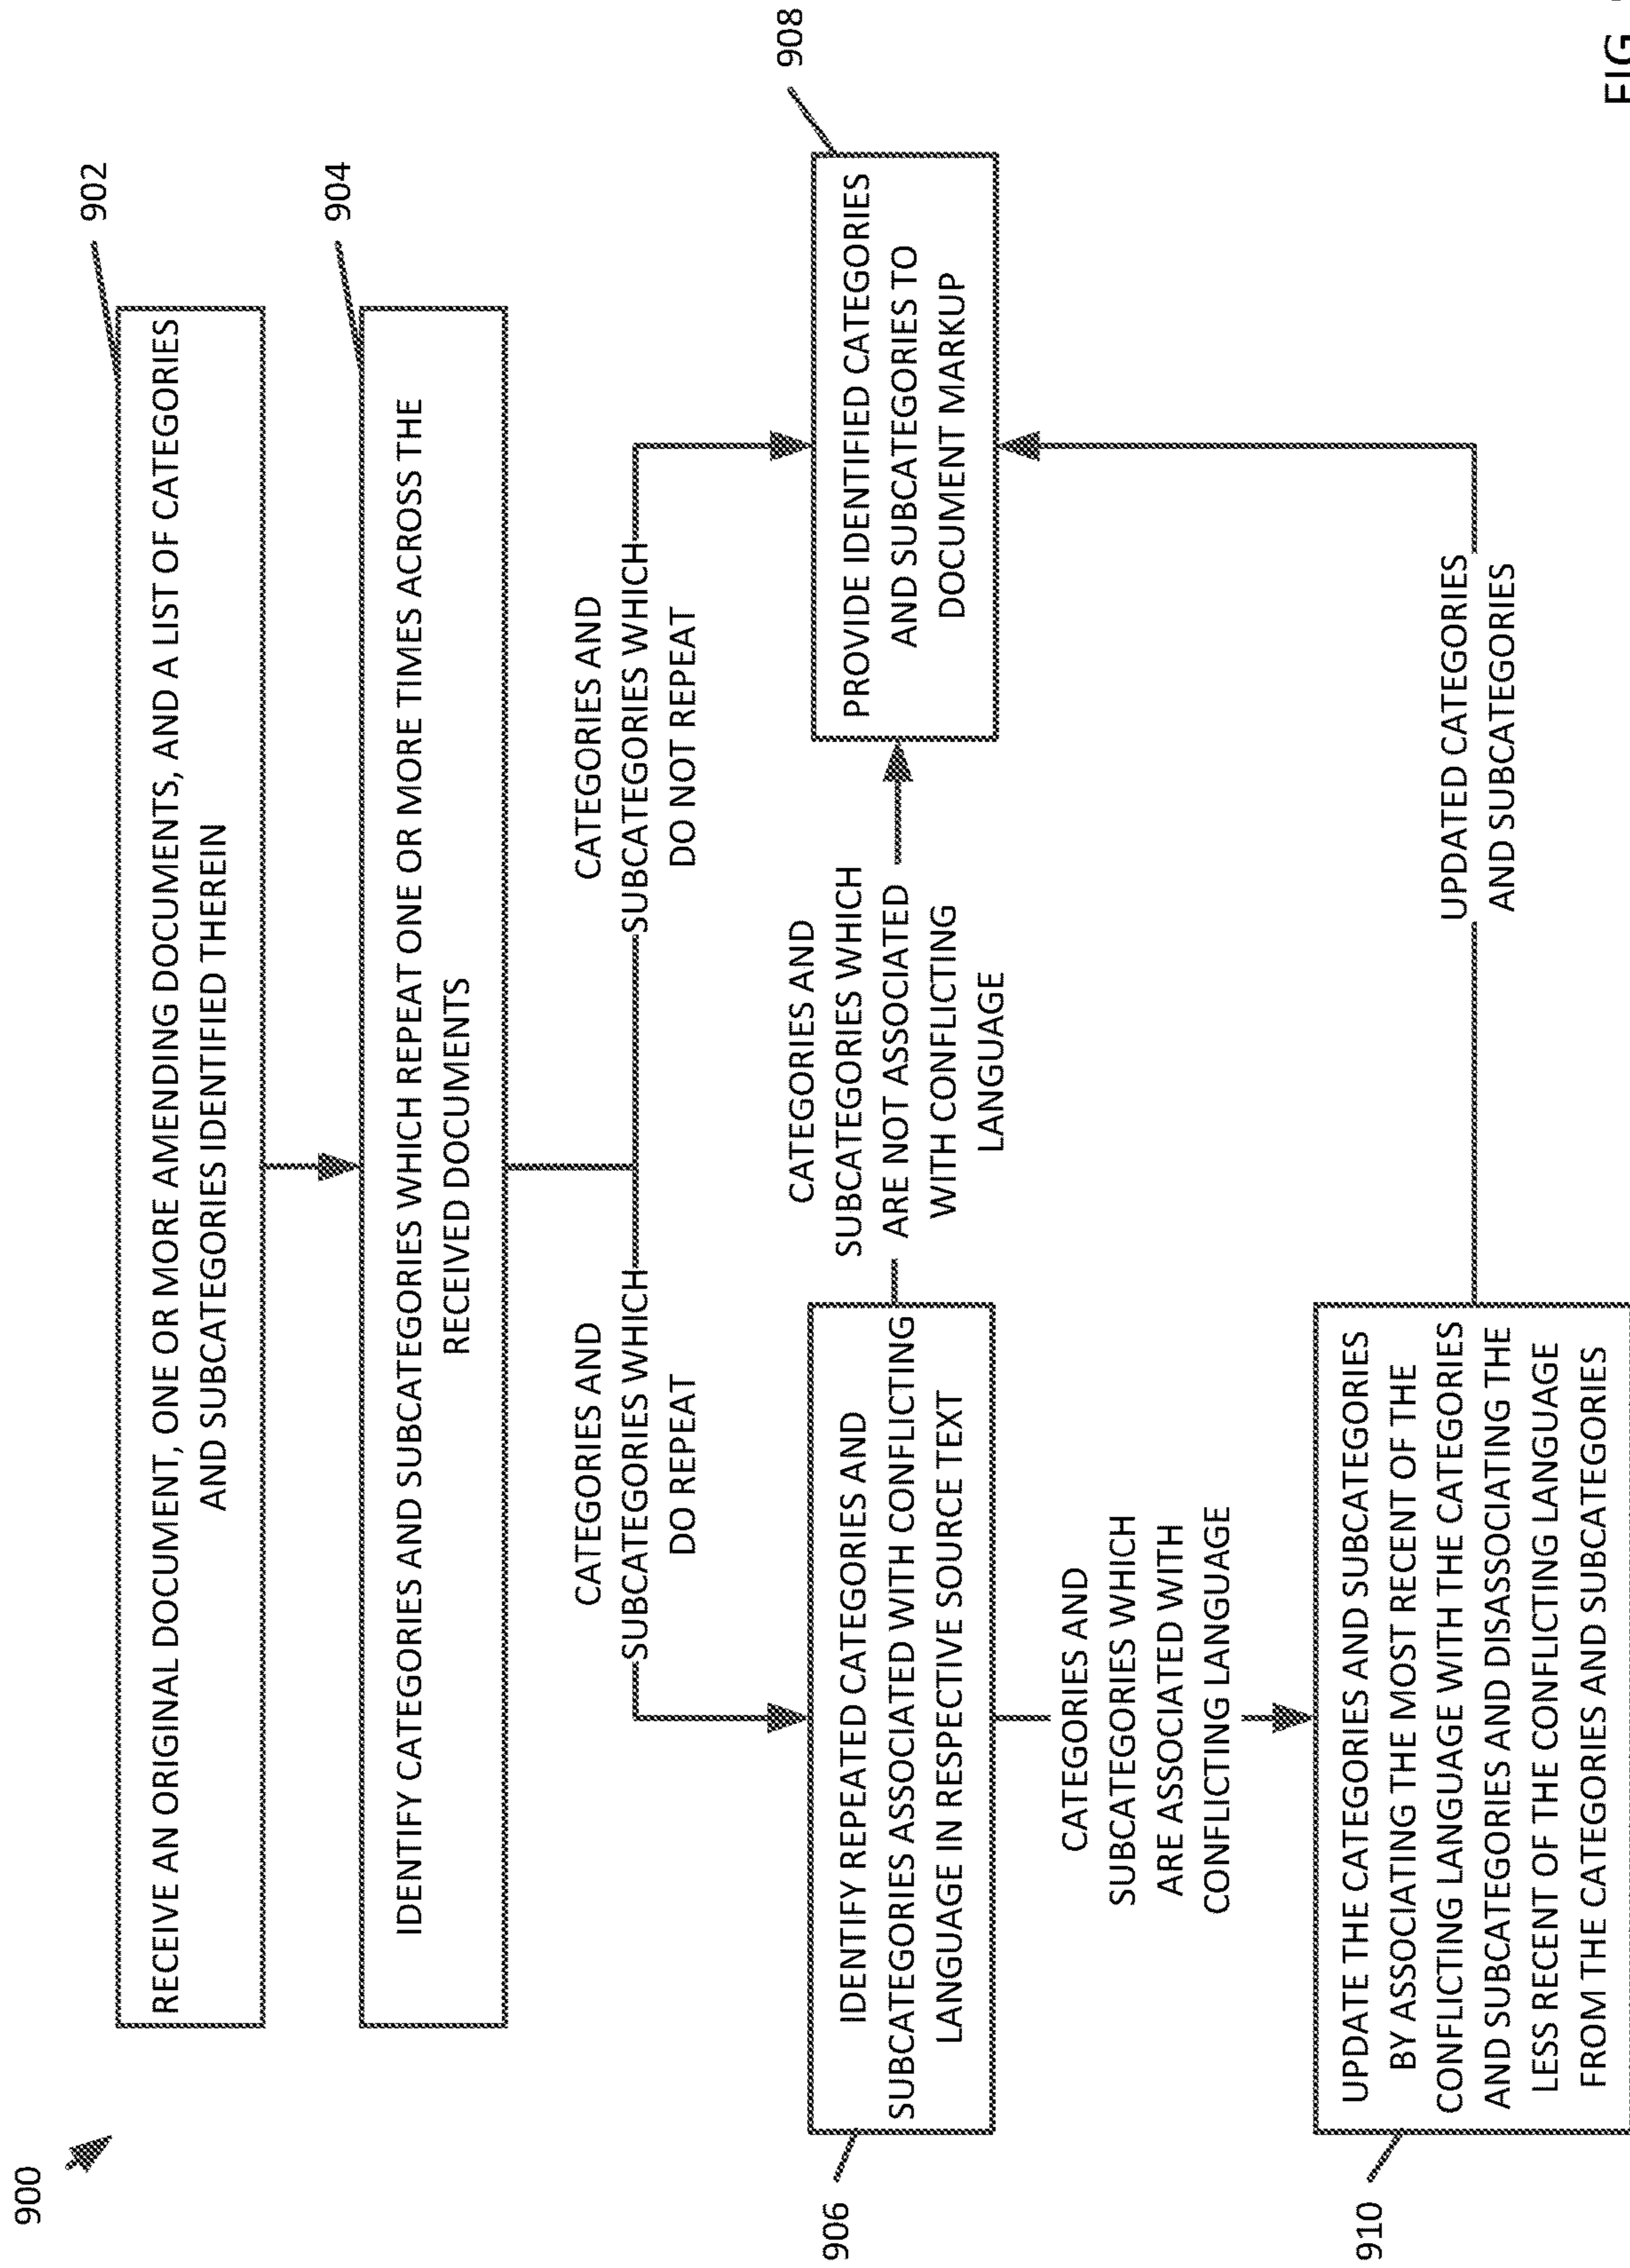 900
902
RECEIVE AN ORIGINAL DOCUMENT, ONE OR MORE AMENDING DOCUMENTS, AND A LIST OF CATEGORIES
AND SUBCATEGORIES IDENTIFIED THEREIN
904
IDENTIFY CATEGORIES AND SUBCATEGORIES WHICH REPEAT ONE OR MORE TIMES ACROSS THE
RECEIVED DOCUMENTS
CATEGORIES AND
SUBCATEGORIES WHICH
DO REPEAT
CATEGORIES AND
SUBCATEGORIES WHICH
DO NOT REPEAT
906
IDENTIFY REPEATED CATEGORIES AND
SUBCATEGORIES ASSOCIATED WITH CONFLICTING
LANGUAGE IN RESPECTIVE SOURCE TEXT
CATEGORIES AND
SUBCATEGORIES WHICH
ARE NOT ASSOCIATED
WITH CONFLICTING
LANGUAGE
908
PROVIDE IDENTIFIED CATEGORIES
AND SUBCATEGORIES TO
DOCUMENT MARKUP
CATEGORIES AND
SUBCATEGORIES WHICH
ARE ASSOCIATED WITH
CONFLICTING LANGUAGE
910
UPDATE THE CATEGORIES AND SUBCATEGORIES
BY ASSOCIATING THE MOST RECENT OF THE
CONFLICTING LANGUAGE WITH THE CATEGORIES
AND SUBCATEGORIES AND DISASSOCIATING THE
LESS RECENT OF THE CONFLICTING LANGUAGE
FROM THE CATEGORIES AND SUBCATEGORIES
UPDATED CATEGORIES
AND SUBCATEGORIES
FIG.